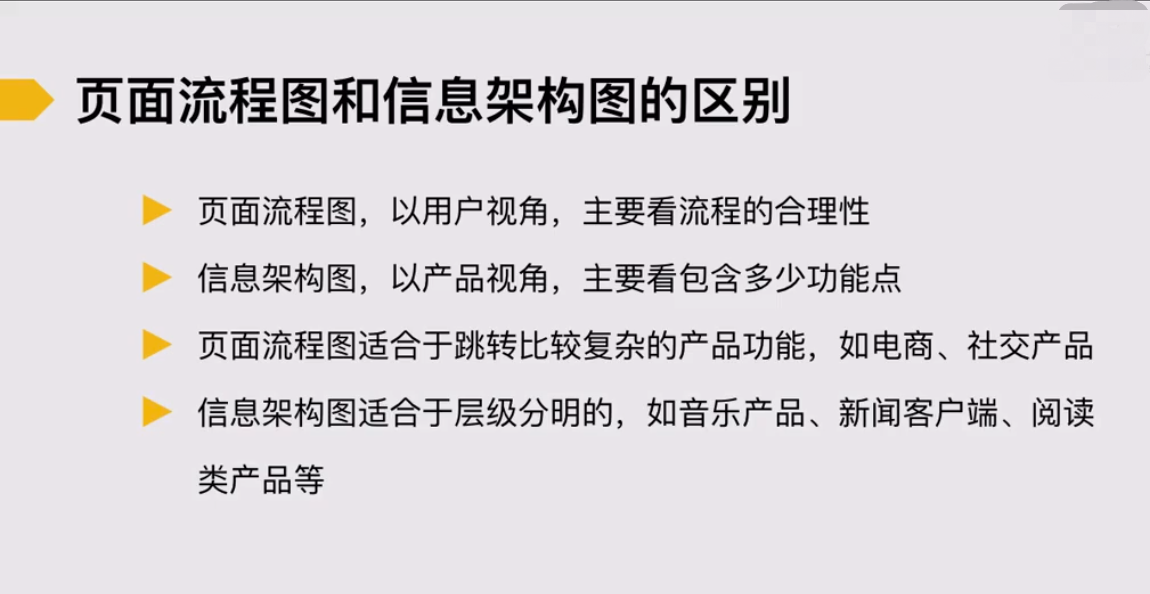 页面流程图和信息架构图的区别
页面流程图，以用户视角，主要看流程的合理性
信息架构图，以产品视角，主要看包含多少功能点
页面流程图适合于跳转比较复杂的产品功能，如电商、社交产品
信息架构图适合于层级分明的，如音乐产品、新闻客户端、阅读
类产品等